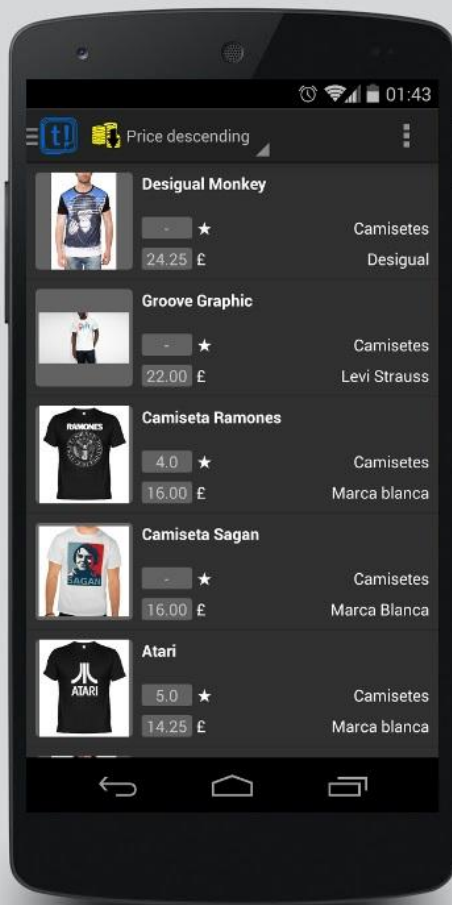 01:43
t!
Price descending
Desigual Monkey
- ★ Camisetes
24.25 £ Desigual
Groove Graphic
- ★ Camisetes
22.00 £ Levi Strauss
RAMONES
Camiseta Ramones
4.0 ★ Camisetes
16.00 £ Marca blanca
SAGAN
Camiseta Sagan
- ★ Camisetes
16.00 £ Marca Blanca
ATARI
Atari
5.0 ★ Camisetes
14.25 £ Marca blanca